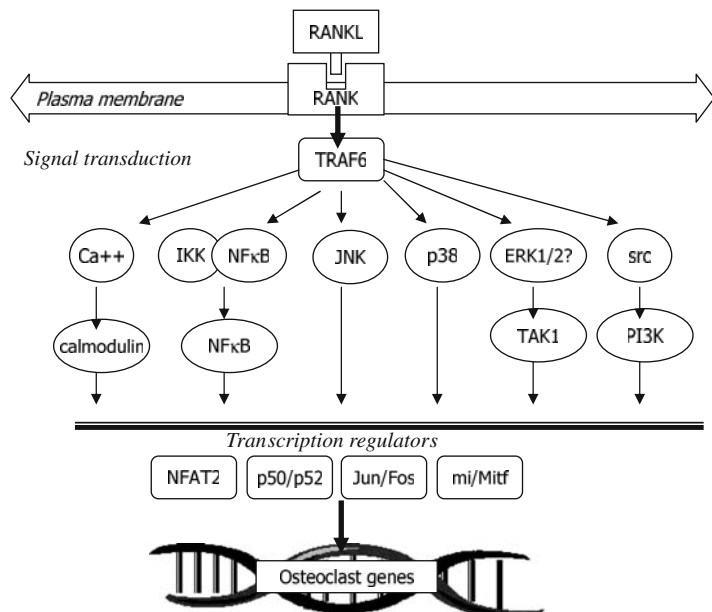 RANKL
Plasma membrane
RANK
Signal transduction
TRAF6
Ca++ IKK NFκB JNK p38 ERK1/2? src
calmodulin NFκB TAK1 PI3K
Transcription regulators
NFAT2 p50/p52 Jun/Fos mi/Mitf
Osteoclast genes